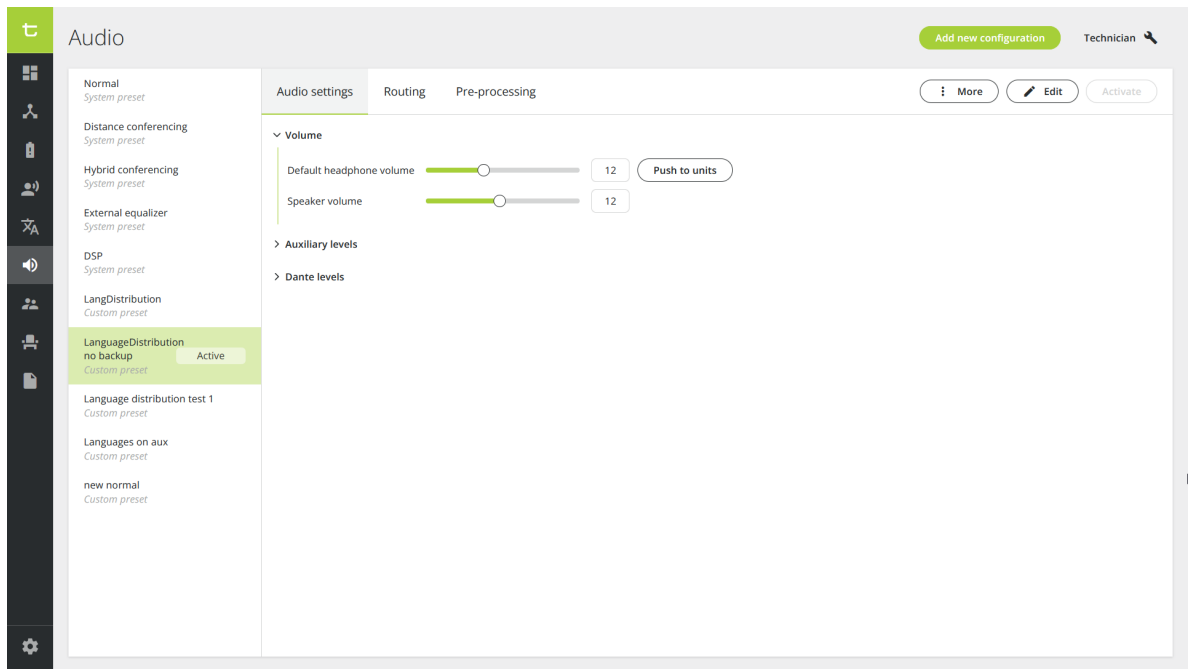 Audio
Add new configuration
Technician
Normal
System preset
Distance conferencing
System preset
Hybrid conferencing
System preset
External equalizer
System preset
DSP
System preset
LangDistribution
Custom preset
LanguageDistribution
no backup
Active
Custom preset
Language distribution test 1
Custom preset
Languages on aux
Custom preset
new normal
Custom preset
Audio settings
Routing
Pre-processing
More
Edit
Activate
Volume
Default headphone volume
12
Push to units
Speaker volume
12
Auxiliary levels
Dante levels